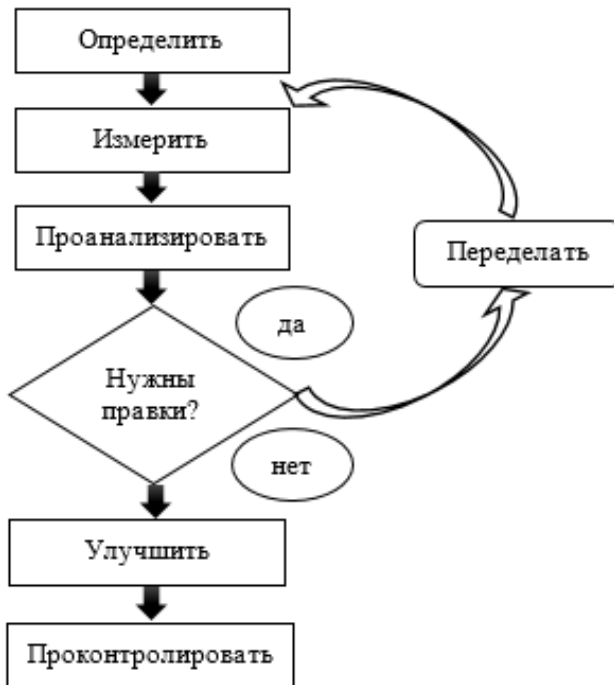 Определить
Измерить
Проанализировать
Переделать
да
Нужны
правки?
нет
Улучшить
Проконтролировать